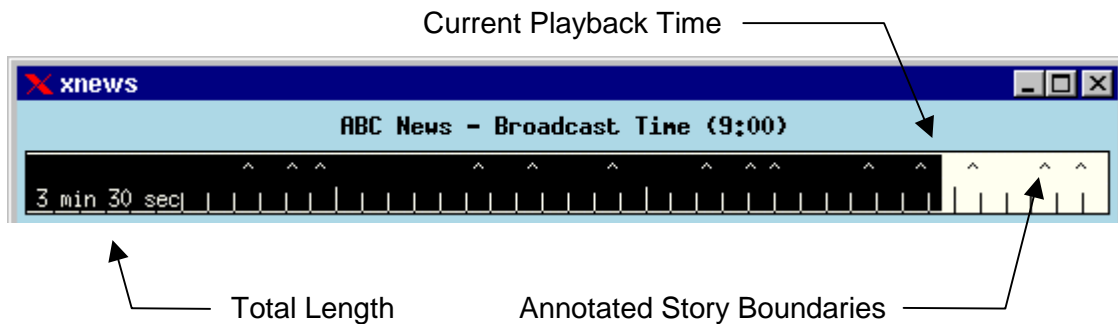 Current Playback Time
xnews
ABC News - Broadcast Time (9:00)
^ ^ ^ ^ ^ ^ ^ ^ ^ ^ ^ ^ ^ ^
3 min 30 sec
Total Length
Annotated Story Boundaries